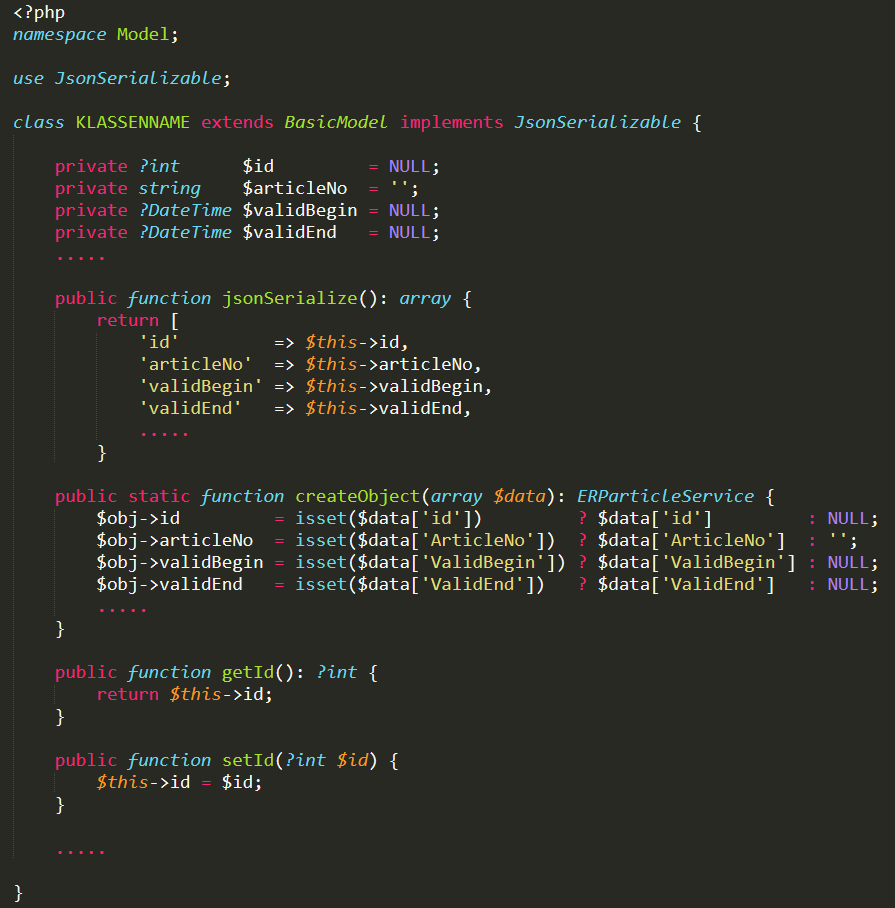 <?php
namespace Model;

use JsonSerializable;

class KLASSENNAME extends BasicModel implements JsonSerializable {

    private ?int      $id         = NULL;
    private string    $articleNo  = '';
    private ?DateTime $validBegin = NULL;
    private ?DateTime $validEnd   = NULL;
    .....

    public function jsonSerialize(): array {
        return [
            'id'         => $this->id,
            'articleNo'  => $this->articleNo,
            'validBegin' => $this->validBegin,
            'validEnd'   => $this->validEnd,
            .....
        }

    public static function createObject(array $data): ERParticleService {
        $obj->id         = isset($data['id'])         ? $data['id']         : NULL;
        $obj->articleNo  = isset($data['ArticleNo'])  ? $data['ArticleNo']  : '';
        $obj->validBegin = isset($data['ValidBegin']) ? $data['ValidBegin'] : NULL;
        $obj->validEnd   = isset($data['ValidEnd'])   ? $data['ValidEnd']   : NULL;
        .....
    }

    public function getId(): ?int {
        return $this->id;
    }

    public function setId(?int $id) {
        $this->id = $id;
    }

    .....

}